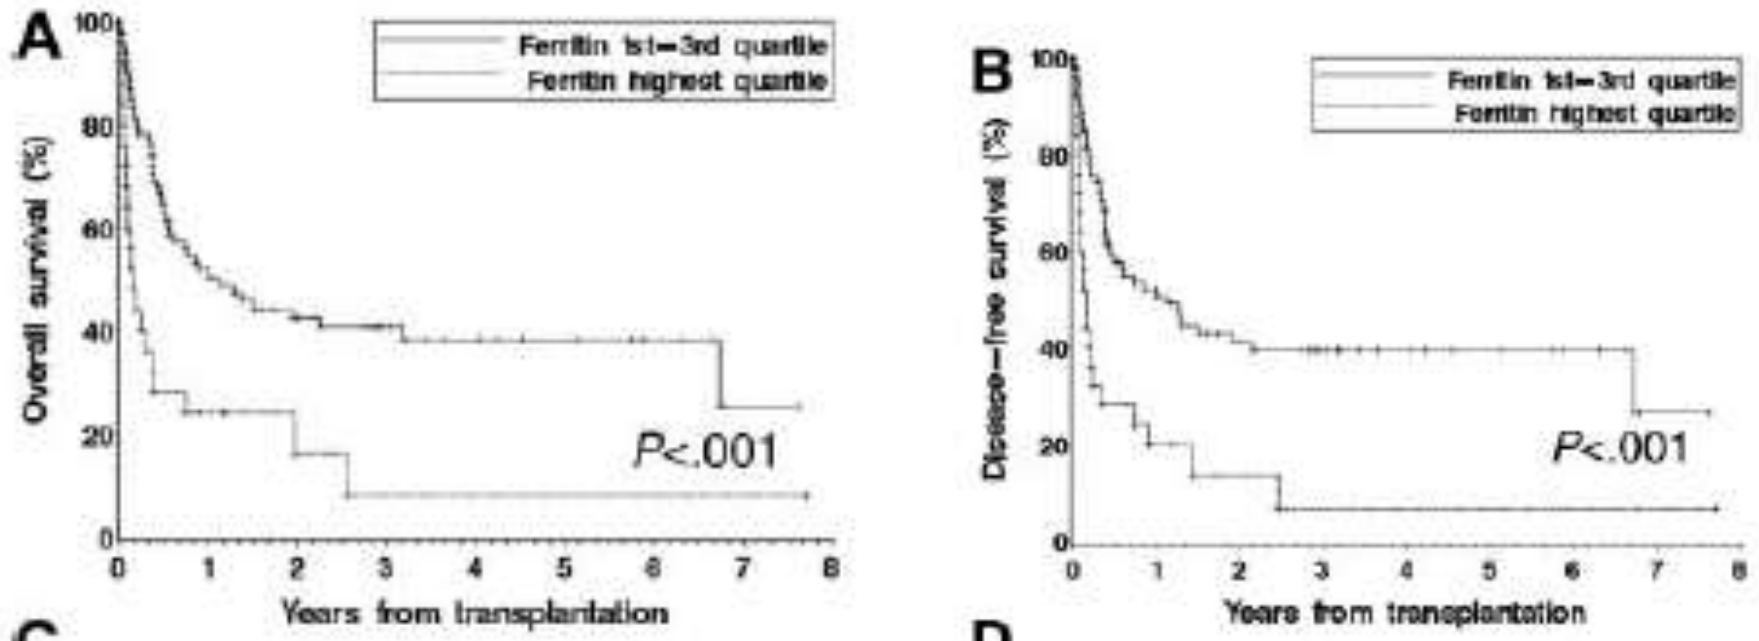 A
100
80
60
40
20
0
Overall survival (%)
Ferritin 1st-3rd quartile
Ferritin highest quartile
P<.001
0 1 2 3 4 5 6 7 8
Years from transplantation
B
100
80
60
40
20
0
Disease-free survival (%)
Ferritin 1st-3rd quartile
Ferritin highest quartile
P<.001
0 1 2 3 4 5 6 7 8
Years from transplantation